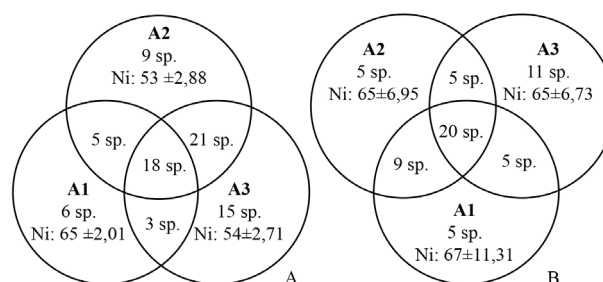 A2
9 sp.
Ni: 53 ±2,88
5 sp.
21 sp.
18 sp.
A1
6 sp.
Ni: 65 ±2,01
3 sp.
A3
15 sp.
Ni: 54±2,71
A
A2
5 sp.
Ni: 65±6,95
5 sp.
A3
11 sp.
Ni: 65±6,73
20 sp.
9 sp.
5 sp.
A1
5 sp.
Ni: 67±11,31
B